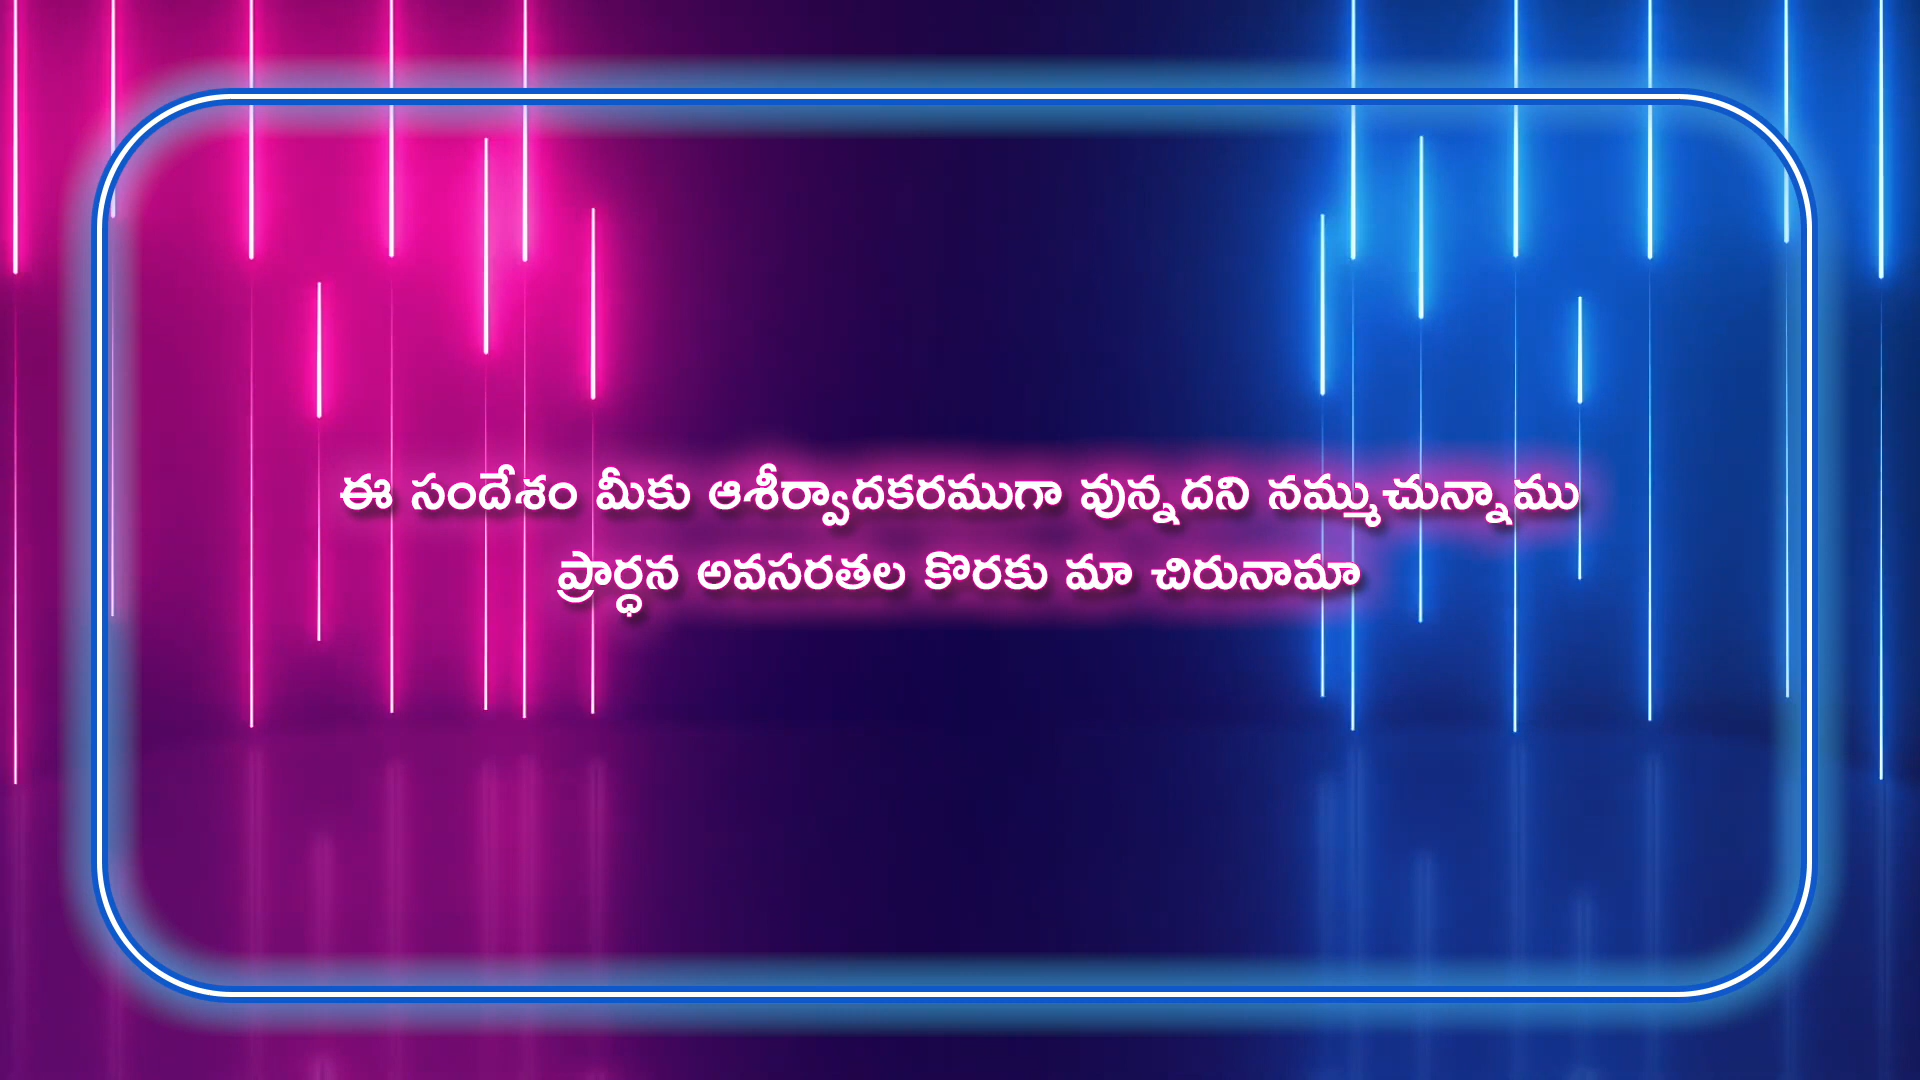 ఈ సందేశం మీకు ఆశీర్వాదకరముగా వున్నదని నమ్ముచున్నాము
ప్రార్ధన అవసరతల కొరకు మా చిరునామా